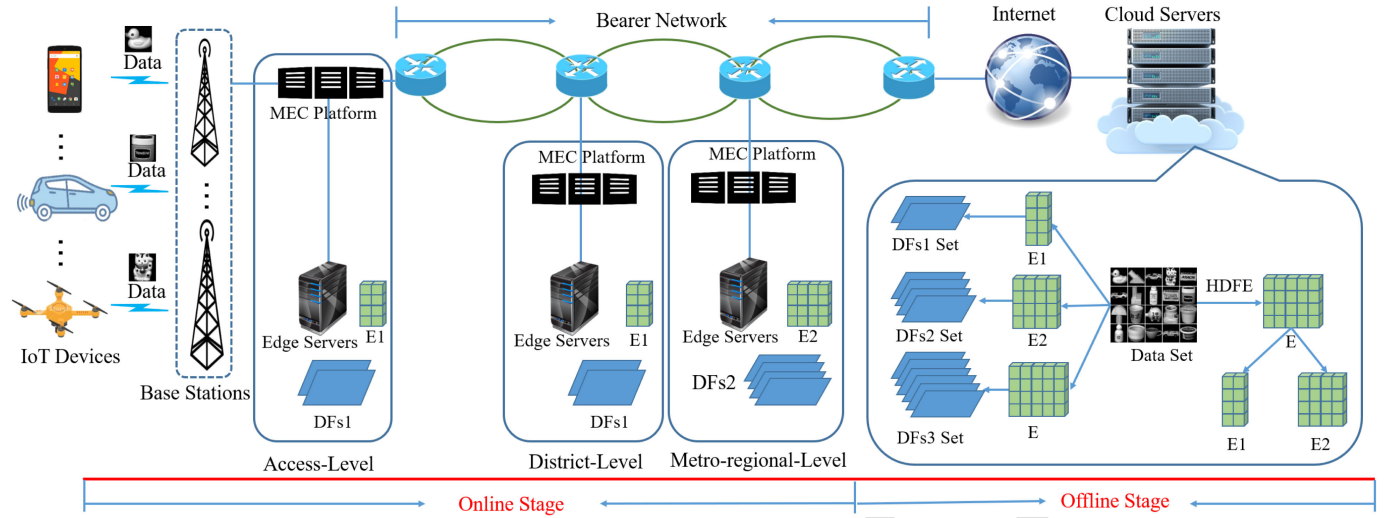 Bearer Network
Internet
Cloud Servers
Data
MEC Platform
Data
MEC Platform
MEC Platform
DFs1 Set
E1
HDFE
Data
DFs2 Set
E2
Data Set
E
IoT Devices
Edge Servers
E1
Edge Servers
E1
Edge Servers
E2
Base Stations
DFs1
DFs1
DFs2
DFs3 Set
E
E1
E2
Access-Level
District-Level
Metro-regional-Level
Online Stage
Offline Stage